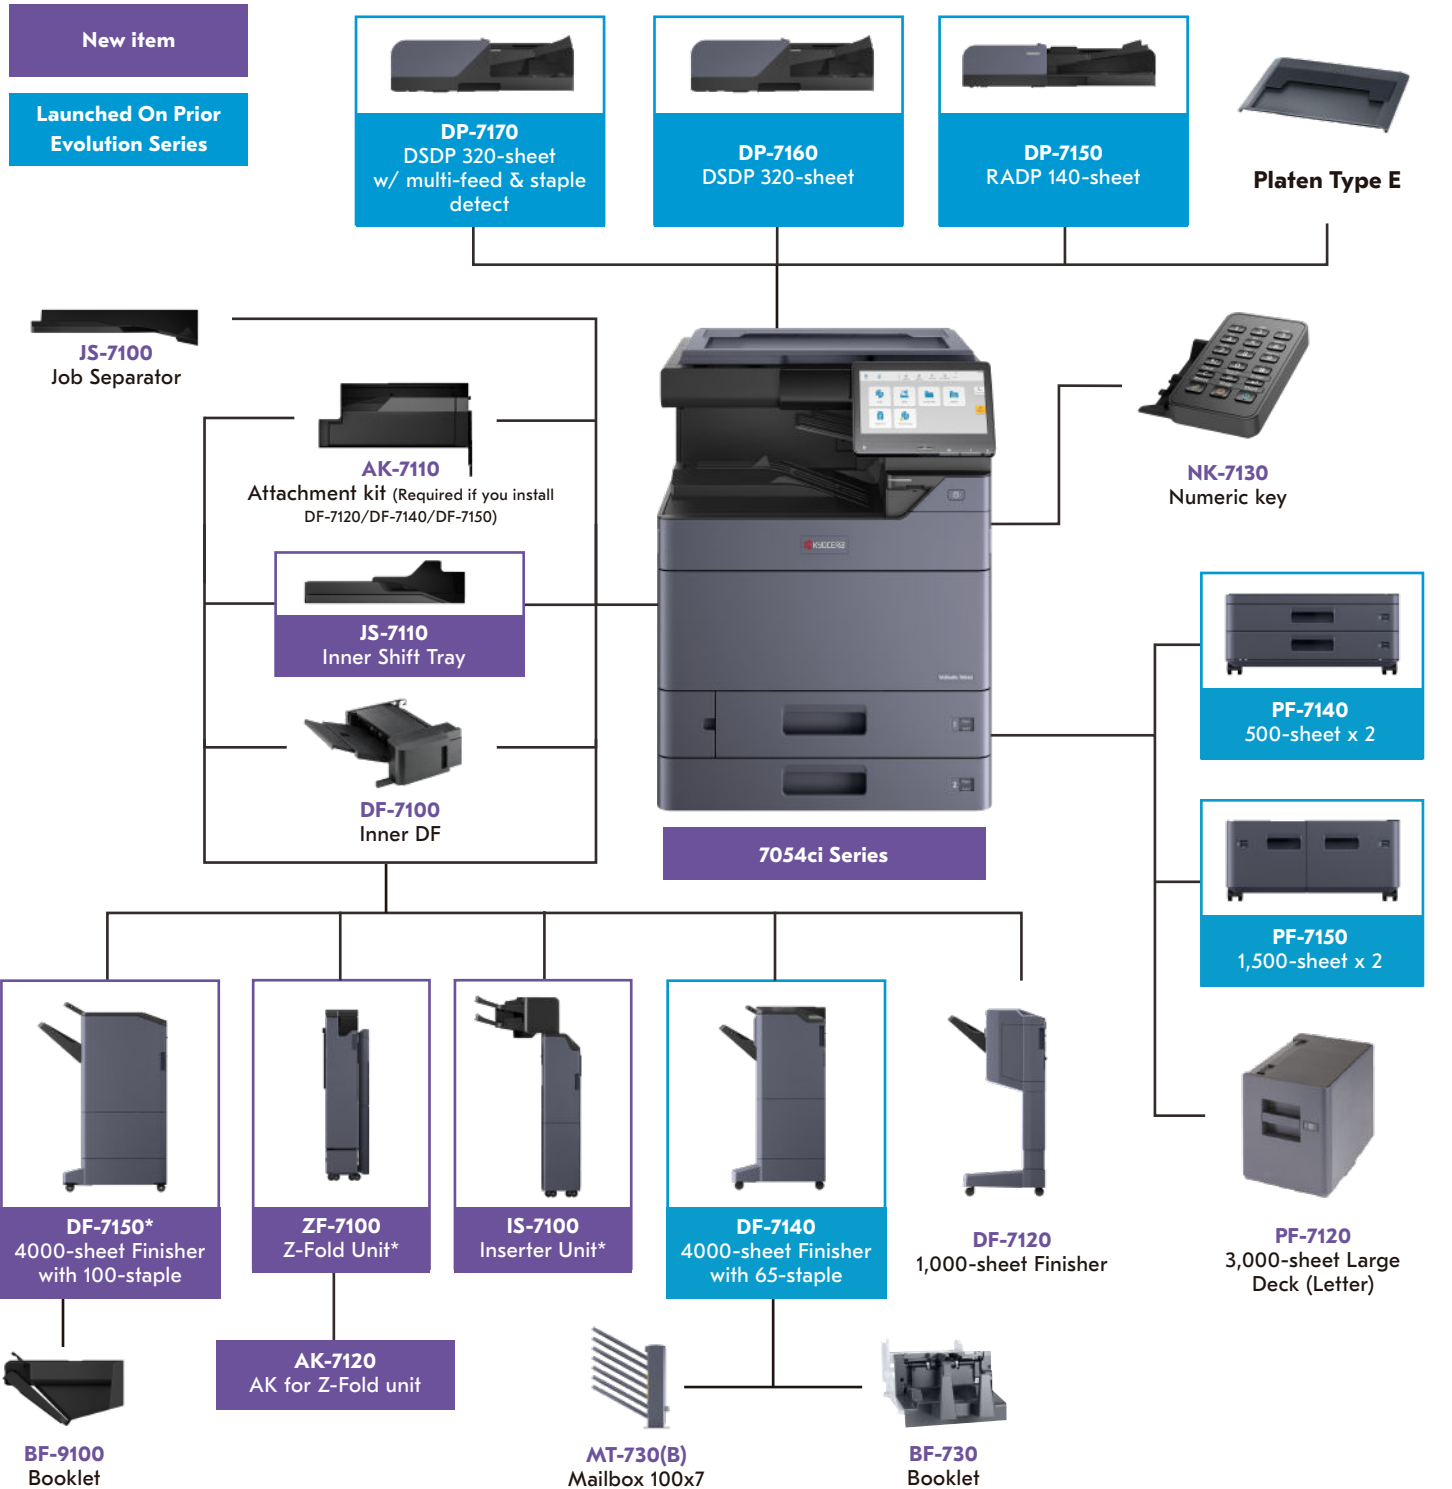 New item
Launched On Prior
Evolution Series
DP-7170
DSDP 320-sheet
w/ multi-feed & staple
detect
DP-7160
DSDP 320-sheet
DP-7150
RADP 140-sheet
Platen Type E
JS-7100
Job Separator
AK-7110
Attachment kit (Required if you install
DF-7120/DF-7140/DF-7150)
JS-7110
Inner Shift Tray
DF-7100
Inner DF
KYOCERA
7054ci Series
NK-7130
Numeric key
PF-7140
500-sheet x 2
PF-7150
1,500-sheet x 2
PF-7120
3,000-sheet Large
Deck (Letter)
DF-7150*
4000-sheet Finisher
with 100-staple
ZF-7100
Z-Fold Unit*
IS-7100
Inserter Unit*
DF-7140
4000-sheet Finisher
with 65-staple
DF-7120
1,000-sheet Finisher
BF-9100
Booklet
AK-7120
AK for Z-Fold unit
MT-730(B)
Mailbox 100x7
BF-730
Booklet